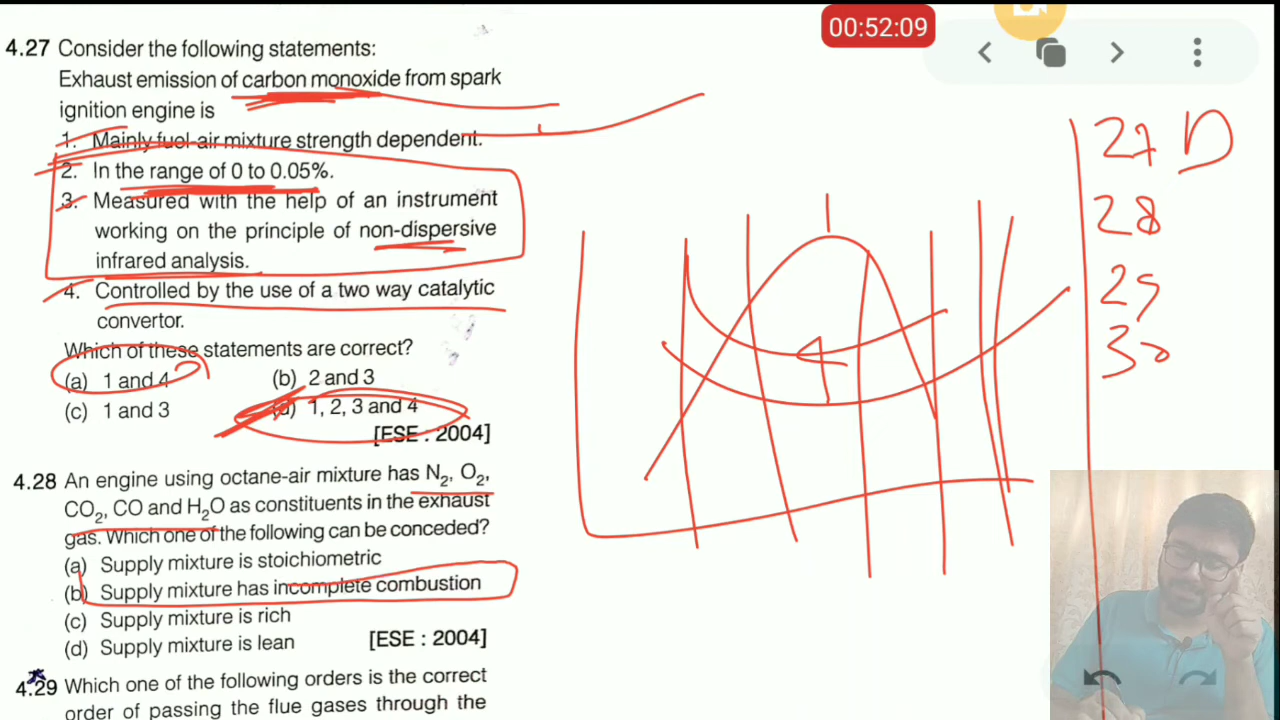 00:52:09
4.27 Consider the following statements:
Exhaust emission of carbon monoxide from spark
ignition engine is
1. Mainly fuel-air mixture strength dependent.
2. In the range of 0 to 0.05%.
3. Measured with the help of an instrument
working on the principle of non-dispersive
infrared analysis.
4. Controlled by the use of a two way catalytic
convertor.
Which of these statements are correct?
(a) 1 and 4
(b) 2 and 3
(c) 1 and 3
(d) 1, 2, 3 and 4
[ESE : 2004]
4.28 An engine using octane-air mixture has N2, O2,
CO2, CO and H2O as constituents in the exhaust
gas. Which one of the following can be conceded?
(a) Supply mixture is stoichiometric
(b) Supply mixture has incomplete combustion
(c) Supply mixture is rich
(d) Supply mixture is lean
[ESE : 2004]
4.29 Which one of the following orders is the correct
order of passing the flue gases through the
27 D
28
29
30